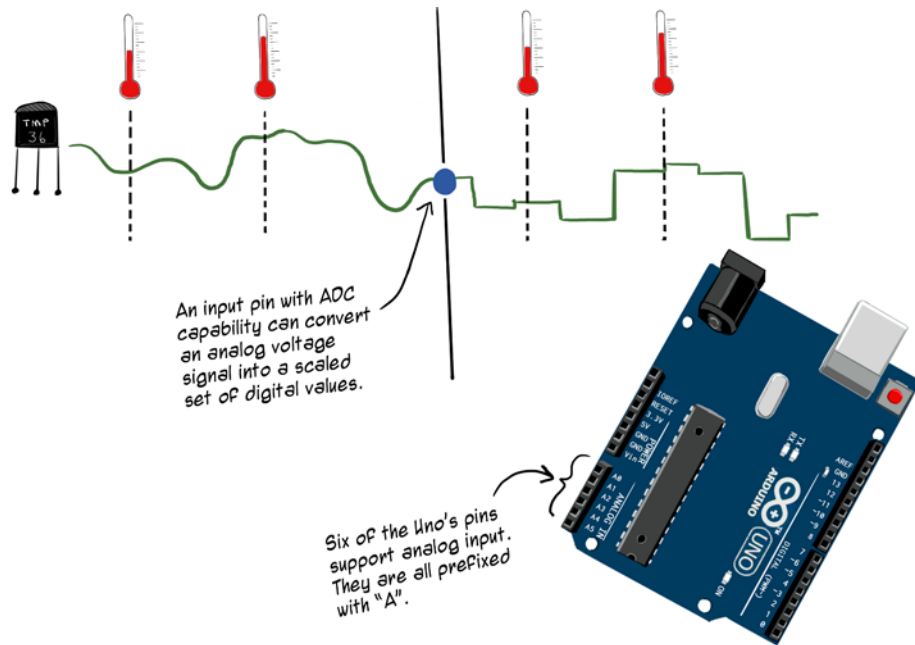 TMP
36
An input pin with ADC
capability can convert
an analog voltage
signal into a scaled
set of digital values.
Six of the Uno's pins
support analog input.
They are all prefixed
with "A".
IOREF
RESET
3.3V
5V
GND
GND
Vin
POWER
A0
A1
A2
A3
A4
A5
ANALOG IN
AREF
GND
13
12
~11
~10
~9
8
7
~6
~5
4
~3
2
1
0
DIGITAL (PWM~)
TX
RX
ARDUINO
TM
UNO
ON